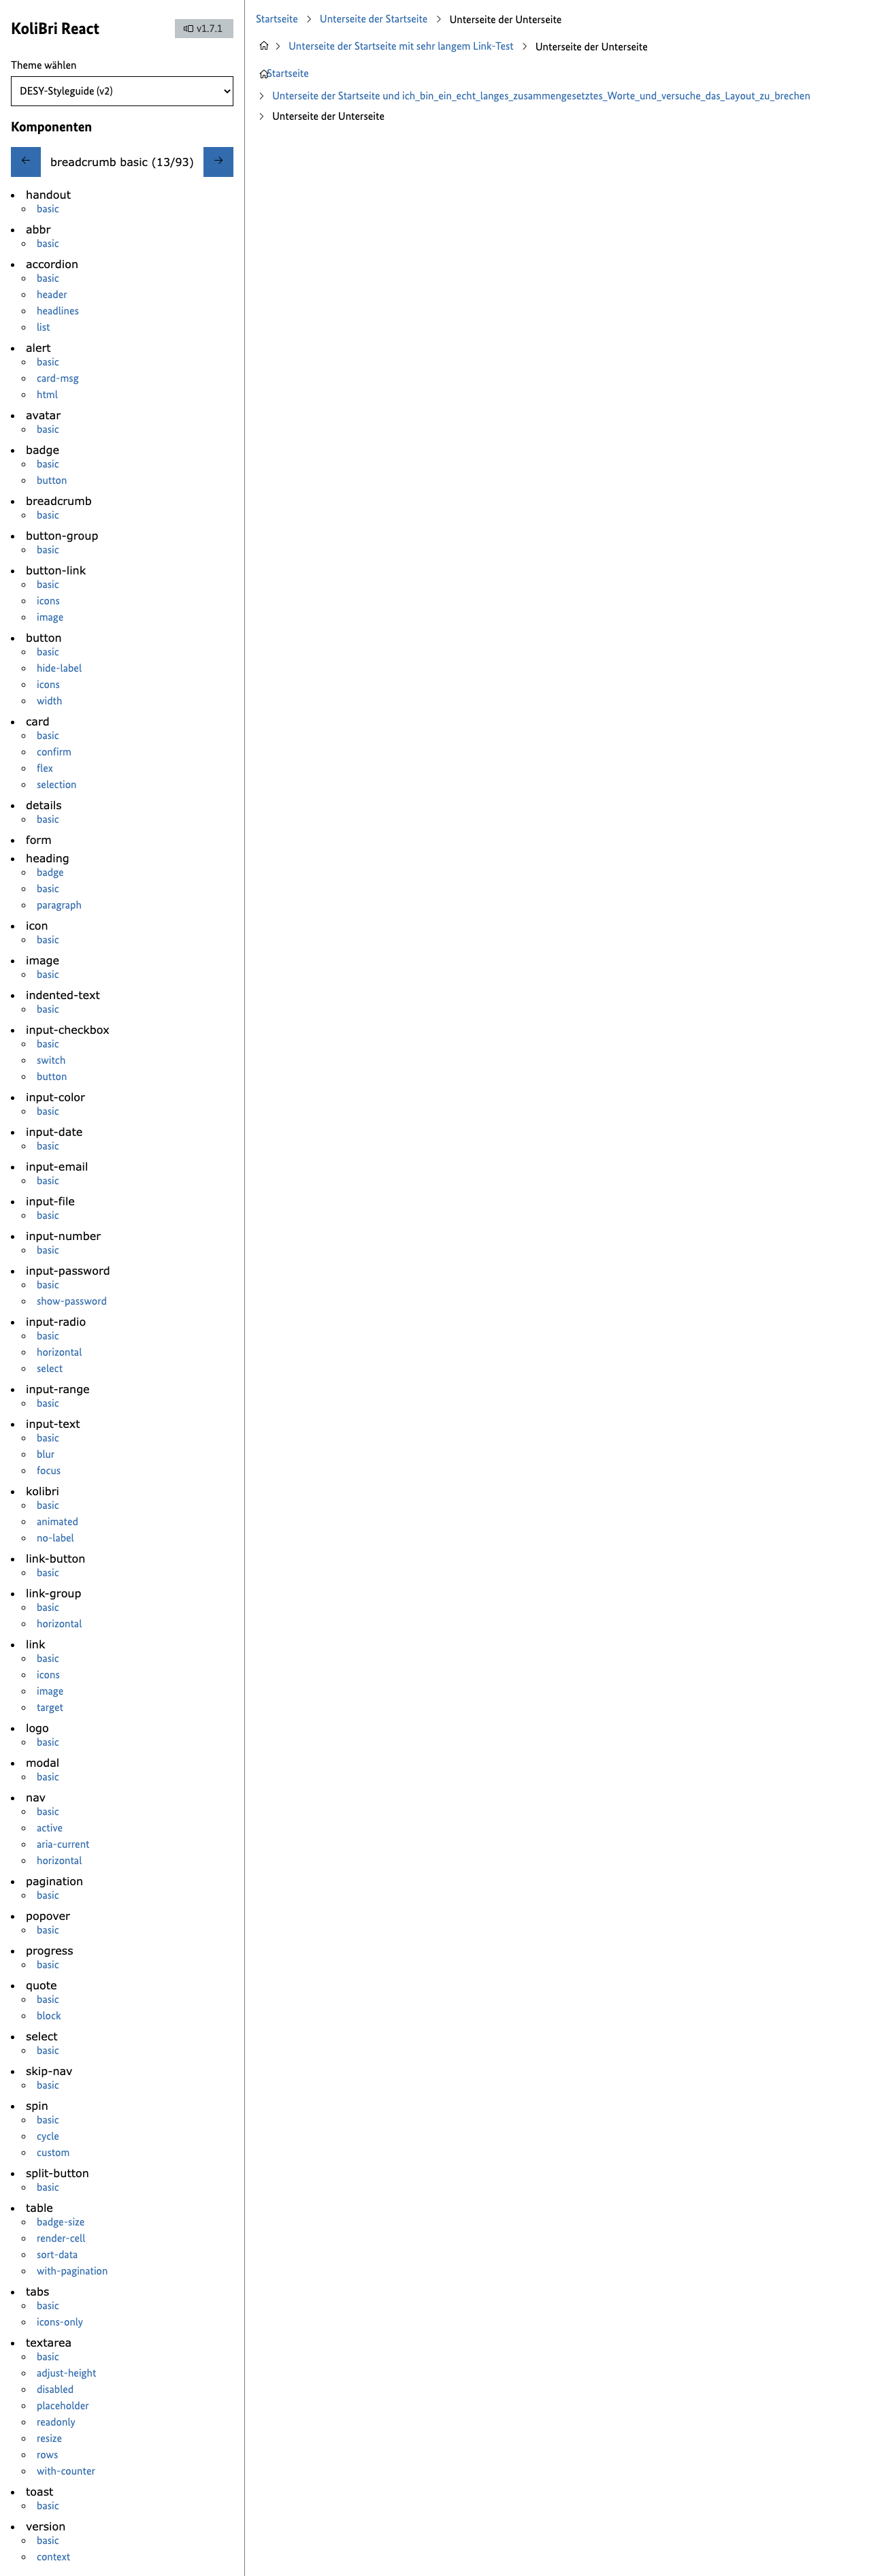 KoliBri React
v1.7.1
Theme wählen
DESY-Styleguide (v2)
Komponenten
breadcrumb basic (13/93)
handout
basic
abbr
basic
accordion
basic
header
headlines
list
alert
basic
card-msg
html
avatar
basic
badge
basic
button
breadcrumb
basic
button-group
basic
button-link
basic
icons
image
button
basic
hide-label
icons
width
card
basic
confirm
flex
selection
details
basic
form
heading
badge
basic
paragraph
icon
basic
image
basic
indented-text
basic
input-checkbox
basic
switch
button
input-color
basic
input-date
basic
input-email
basic
input-file
basic
input-number
basic
input-password
basic
show-password
input-radio
basic
horizontal
select
input-range
basic
input-text
basic
blur
focus
kolibri
basic
animated
no-label
link-button
basic
link-group
basic
horizontal
link
basic
icons
image
target
logo
basic
modal
basic
nav
basic
active
aria-current
horizontal
pagination
basic
popover
basic
progress
basic
quote
basic
block
select
basic
skip-nav
basic
spin
basic
cycle
custom
split-button
basic
table
badge-size
render-cell
sort-data
with-pagination
tabs
basic
icons-only
textarea
basic
adjust-height
disabled
placeholder
readonly
resize
rows
with-counter
toast
basic
version
basic
context
Startseite Unterseite der Startseite Unterseite der Unterseite
Unterseite der Startseite mit sehr langem Link-Test Unterseite der Unterseite
Startseite
Unterseite der Startseite und ich_bin_ein_echt_langes_zusammengesetztes_Worte_und_versuche_das_Layout_zu_brechen
Unterseite der Unterseite